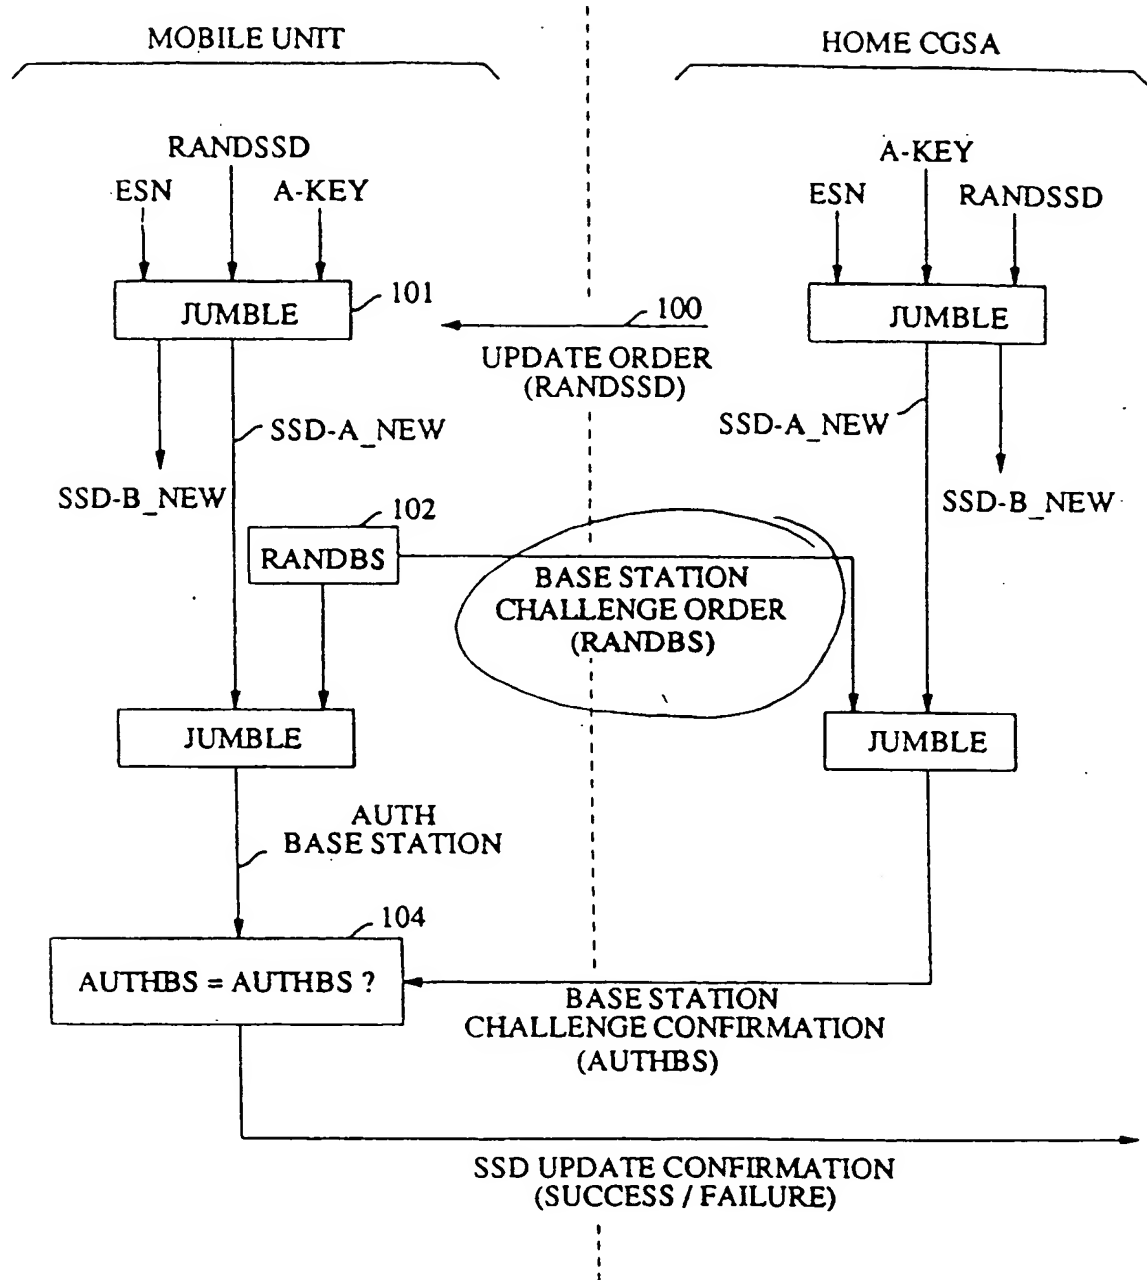 MOBILE UNIT
HOME CGSA
RANDSSD
ESN
A-KEY
A-KEY
ESN
RANDSSD
JUMBLE
101
JUMBLE
100
UPDATE ORDER
(RANDSSD)
SSD-A_NEW
SSD-A_NEW
SSD-B_NEW
SSD-B_NEW
102
RANDBS
BASE STATION
CHALLENGE ORDER
(RANDBS)
JUMBLE
JUMBLE
AUTH
BASE STATION
104
AUTHBS = AUTHBS ?
BASE STATION
CHALLENGE CONFIRMATION
(AUTHBS)
SSD UPDATE CONFIRMATION
(SUCCESS / FAILURE)